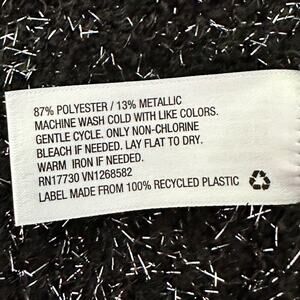 87% POLYESTER / 13% METALLIC
MACHINE WASH COLD WITH LIKE COLORS.
GENTLE CYCLE. ONLY NON-CHLORINE
BLEACH IF NEEDED. LAY FLAT TO DRY.
WARM IRON IF NEEDED.
RN17730 VN1268582
LABEL MADE FROM 100% RECYCLED PLASTIC